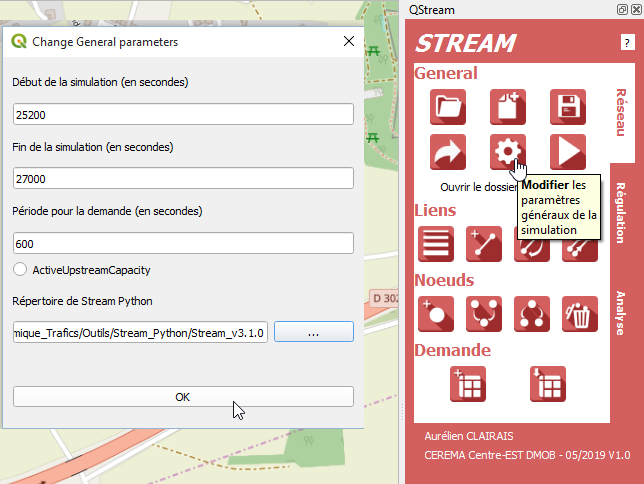 Change General parameters
Début de la simulation (en secondes)
25200
Fin de la simulation (en secondes)
27000
Période pour la demande (en secondes)
600
ActiveUpstreamCapacity
Répertoire de Stream Python
nique_Trafics/Outils/Stream_Python/Stream_v3.1.0
...
OK
D 302
QStream
STREAM
?
General
Ouvrir le dossier
Modifier les
paramètres
généraux de la
simulation
Liens
Noeuds
Demande
Réseau
Régulation
Analyse
Aurélien CLAIRAIS
CEREMA Centre-EST DMOB - 05/2019 V1.0